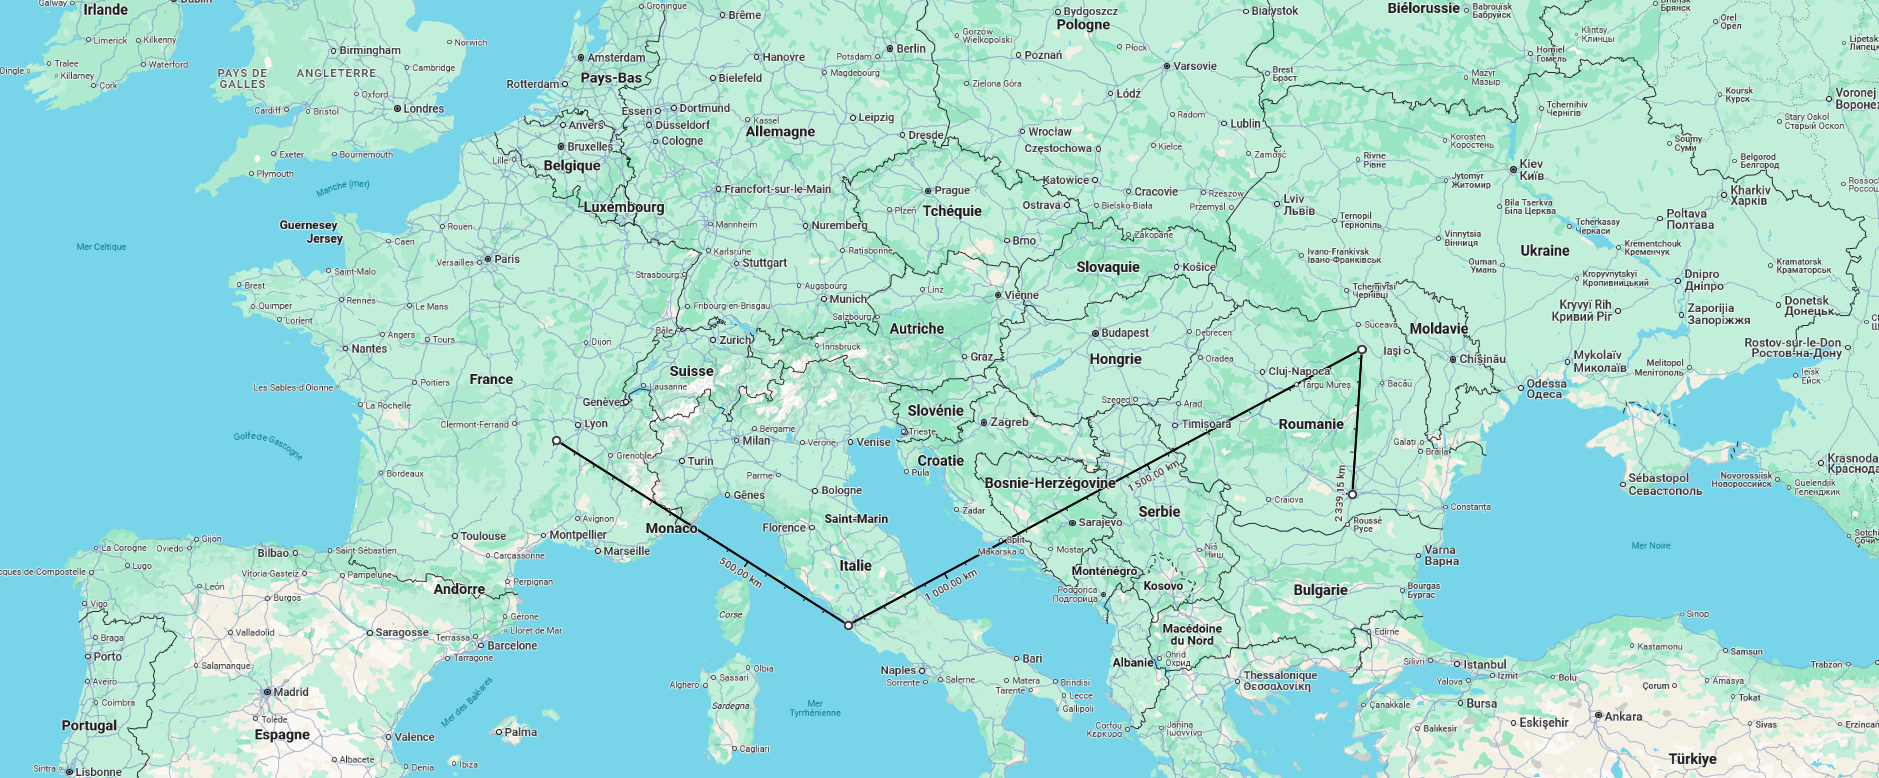 Irlande
Galway
Dublin
Limerick
Kilkenny
Tralee
Killarney
Waterford
Cork
Dingle
Birmingham
Norwich
PAYS DE
GALLES
ANGLETERRE
Cambridge
Oxford
Cardiff
Bristol
Londres
Exeter
Bournemouth
Plymouth
Manche (mer)
Guernesey
Jersey
Mer Celtique
Groningue
Brême
Amsterdam
Pays-Bas
Rotterdam
Hanovre
Potsdam
Berlin
Bielefeld
Magdebourg
Essen
Dortmund
Anvers
Düsseldorf
Cologne
Kassel
Leipzig
Allemagne
Dresde
Bruxelles
Belgique
Lille
Luxembourg
Francfort-sur-le-Main
Mannheim
Nuremberg
Karlsruhe
Ratisbonne
Stuttgart
Strasbourg
Augsbourg
Munich
Fribourg-en-Brisgau
Bydgoszcz
Pologne
Białystok
Gorzów
Wielkopolski
Płock
Poznań
Varsovie
Zielona Góra
Łódź
Radom
Lublin
Wrocław
Częstochowa
Kielce
Zamość
Katowice
Cracovie
Rzeszow
Ostrava
Bielsko-Biała
Przemyśl
Zakopane
Prague
Plzeň
Tchéquie
Brno
Slovaquie
Košice
Linz
Vienne
Salzbourg
Autriche
Innsbruck
Graz
Budapest
Debrecen
Hongrie
Szeged
Biélorussie
Babrouïsk
Бабруйск
Brest
Брэст
Mazyr
Мазыр
Homiel
Гомель
Klintsy
Клинцы
Брянск
Orel
Орел
Lipetsk
Koursk
Курск
Voronej
Stary Oskol
Старый Оскол
Tchernihiv
Чернігів
Korosten
Коростень
Rivne
Рівне
Soumy
Суми
Belgorod
Белгород
Kiev
Київ
Jytomyr
Житомир
Lviv
Львів
Kharkiv
Харків
Bila Tserkva
Біла Церква
Ternopil
Тернопіль
Tcherkassy
Черкаси
Poltava
Полтава
Vinnytsia
Вінниця
Ukraine
Krementchouk
Кременчук
Ivano-Frankivsk
Івано-Франківськ
Ouman
Умань
Kropyvnytskyi
Кропивницький
Dnipro
Дніпро
Kramatorsk
Краматорськ
Tchernivtsi
Чернівці
Kryvyï Rih
Кривий Ріг
Zaporijia
Запоріжжя
Donetsk
Донецьк
Mykolaïv
Миколаїв
Melitopol
Мелітополь
Rostov-sur-le-Don
Ростов-на-Дону
Ieïsk
Ейск
Odessa
Одеса
Sébastopol
Севастополь
Novorossiisk
Новороссийск
Guelendjik
Геленджик
Caen
Rouen
Versailles
Paris
Saint-Malo
Brest
Quimper
Lorient
Rennes
Le Mans
Angers
Tours
Nantes
Dijon
Les Sables-d'Olonne
Poitiers
France
La Rochelle
Clermont-Ferrand
Lyon
Grenoble
Golfe de Gascogne
Bordeaux
Avignon
Toulouse
Montpellier
Marseille
Carcassonne
Perpignan
Monaco
Andorre
Bâle
Zurich
Suisse
Lausanne
Genève
Bergame
Milan
Vérone
Venise
Turin
Parme
Gênes
Bologne
Saint-Marin
Florence
Italie
Corse
Olbia
Sassari
Alghero
Sardegna
Cagliari
Naples
Sorrente
Salerne
Bari
Matera
Tarente
Brindisi
Lecce
Gallipoli
Mer
Tyrrhénienne
500,00 km
1 000,00 km
1 500,00 km
2 339,15 km
Slovénie
Trieste
Zagreb
Croatie
Pula
Zadar
Split
Makarska
Bosnie-Herzégovine
Sarajevo
Mostar
Serbie
Niš
Ниш
Monténégro
Podgorica
Подгорица
Kosovo
Macédoine
du Nord
Ohrid
Охрид
Albanie
Corfou
Κέρκυρα
Janina
Ιωάννινα
Thessalonique
Θεσσαλονίκη
Suceava
Iași
Oradea
Cluj-Napoca
Târgu Mureș
Bacău
Arad
Timișoara
Roumanie
Galați
Brăila
Craiova
Constanța
Moldavie
Chișinău
Roussé
Русе
Varna
Варна
Bourgas
Бургас
Bulgarie
Mer Noire
Edirne
Silivri
Istanbul
Yalova
Izmit
Bolu
Çanakkale
Bursa
Balıkesir
Eskişehir
Ankara
Çorum
Kastamonu
Sinop
Samsun
Amasya
Tokat
Sivas
Trabzon
Erzincan
Türkiye
La Corogne
Oviedo
Gijon
Lugo
Bilbao
Saint-Sébastien
Vitoria-Gasteiz
Pampelune
León
Burgos
Vigo
Braga
Porto
Aveiro
Coimbra
Portugal
Sintra
Lisbonne
Valladolid
Salamanque
Saragosse
Madrid
Tolède
Espagne
Gérone
Lloret de Mar
Terrassa
Barcelone
Tarragone
Mer des Baléares
Palma
Valence
Albacete
Dénia
Ibiza